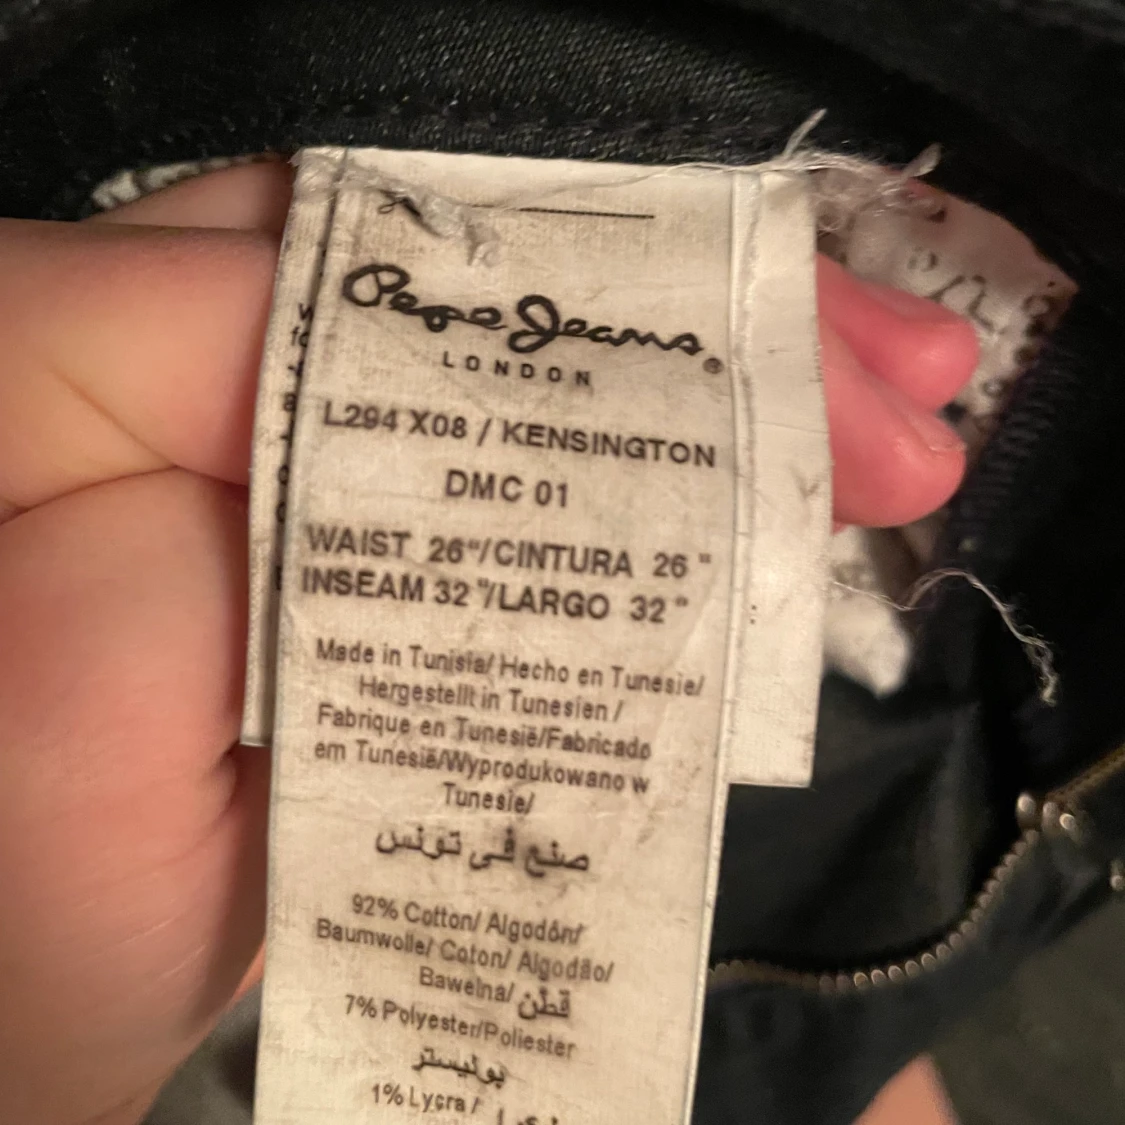 Pepe Jeans®
LONDON
L294 X08 / KENSINGTON
DMC 01
WAIST 26"/CINTURA 26"
INSEAM 32"/LARGO 32"
Made in Tunisia/ Hecho en Tunesie/
Hergestellt in Tunesien /
Fabrique en Tunesië/Fabricado
em Tunesië/Wyprodukowano w
Tunesie/
صنع في تونس
92% Cotton/ Algodón/
Baumwolle/ Coton/ Algodão/
Bawelna/ قطن
7% Polyester/Poliester
بوليستر
1% Lycra /